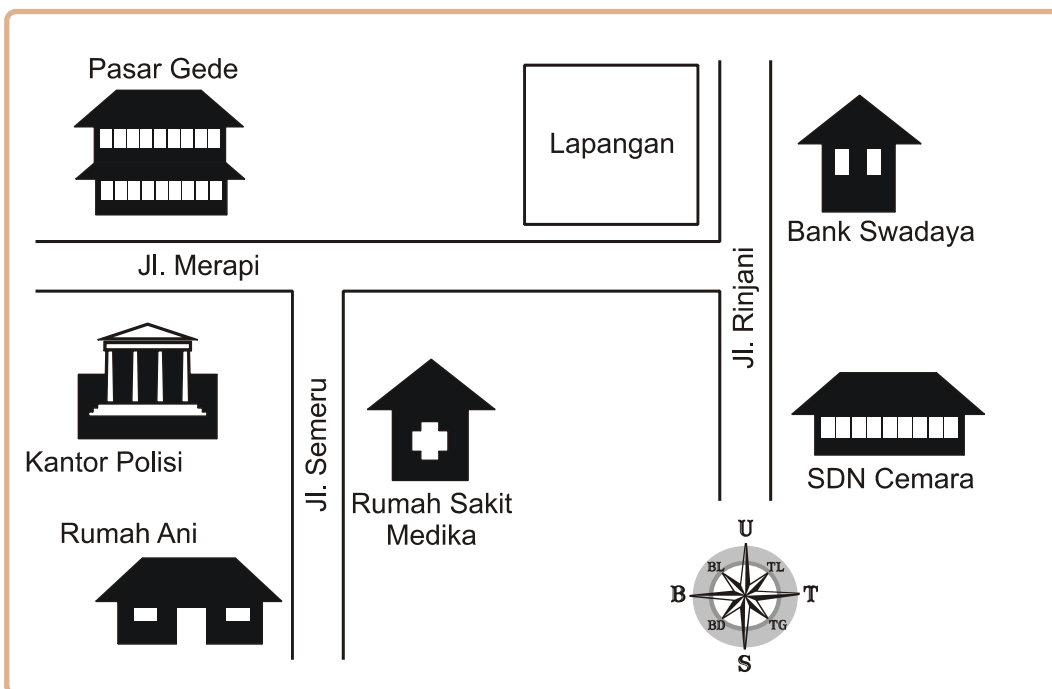 Pasar Gede
Lapangan
Bank Swadaya
Jl. Merapi
Jl. Rinjani
Kantor Polisi
Jl. Semeru
Rumah Sakit
Medika
SDN Cemara
Rumah Ani
U
BL
TL
B
T
BD
TG
S